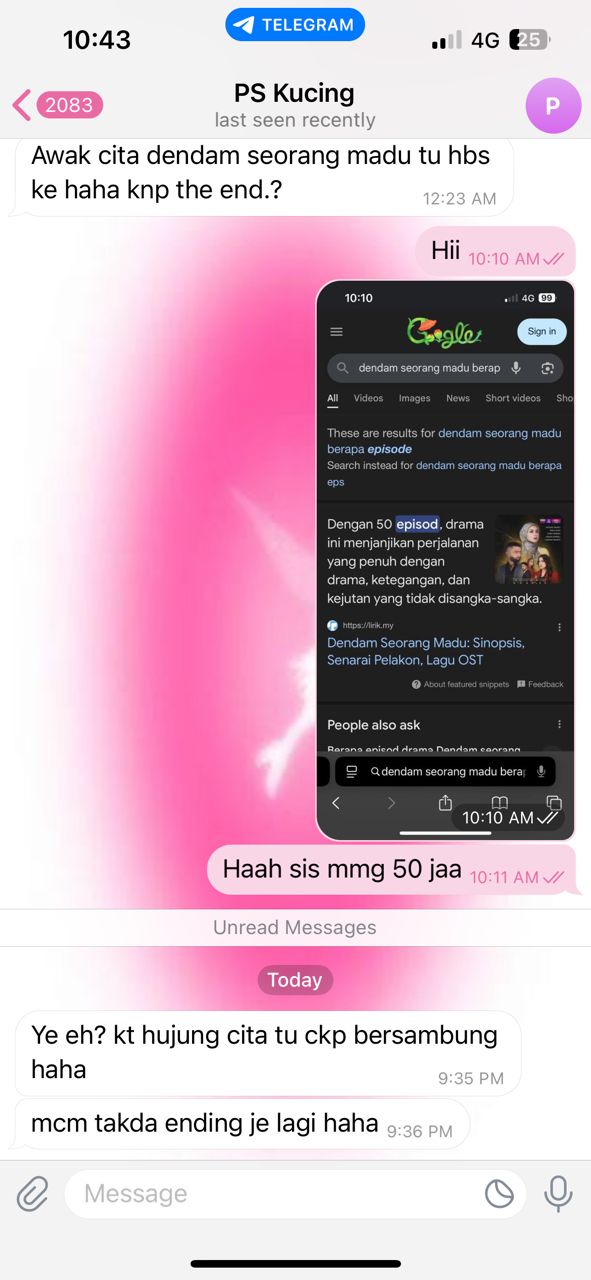 10:43
TELEGRAM
4G
25
2083
PS Kucing
last seen recently
P
Awak cita dendam seorang madu tu hbs
ke haha knp the end.?
12:23 AM
Hii
10:10 AM
10:10
4G
99
Google
Sign in
dendam seorang madu berap
All Videos Images News Short videos Sho
These are results for dendam seorang madu
berapa episode
Search instead for dendam seorang madu berapa
eps
Dengan 50 episod, drama
ini menjanjikan perjalanan
yang penuh dengan
drama, ketegangan, dan
kejutan yang tidak disangka-sangka.
https://lirik.my
Dendam Seorang Madu: Sinopsis,
Senarai Pelakon, Lagu OST
About featured snippets Feedback
People also ask
Berapa episod drama Dendam seorang
dendam seorang madu bera
10:10 AM
Haah sis mmg 50 jaa
10:11 AM
Unread Messages
Today
Ye eh? kt hujung cita tu ckp bersambung
haha
9:35 PM
mcm takda ending je lagi haha
9:36 PM
Message